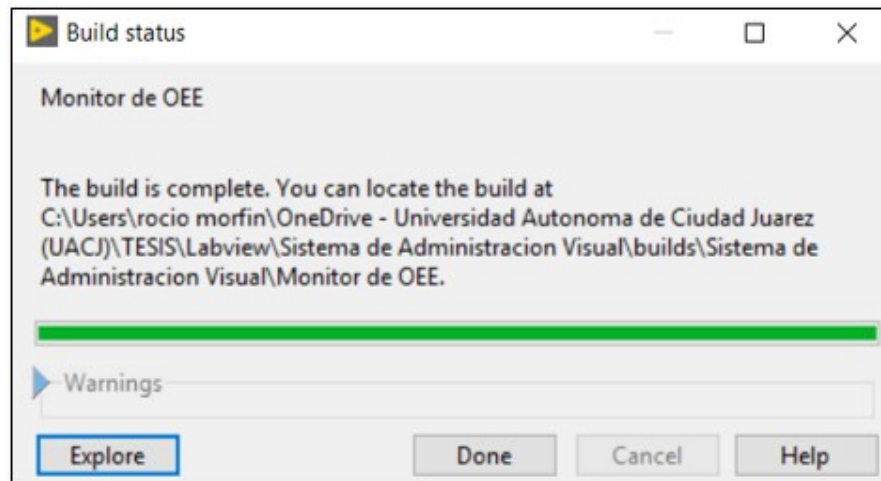 Build status
Monitor de OEE
The build is complete. You can locate the build at
C:\Users\rocio morfin\OneDrive - Universidad Autonoma de Ciudad Juarez
(UACJ)\TESIS\Labview\Sistema de Administracion Visual\builds\Sistema de
Administracion Visual\Monitor de OEE.
Warnings
Explore
Done
Cancel
Help